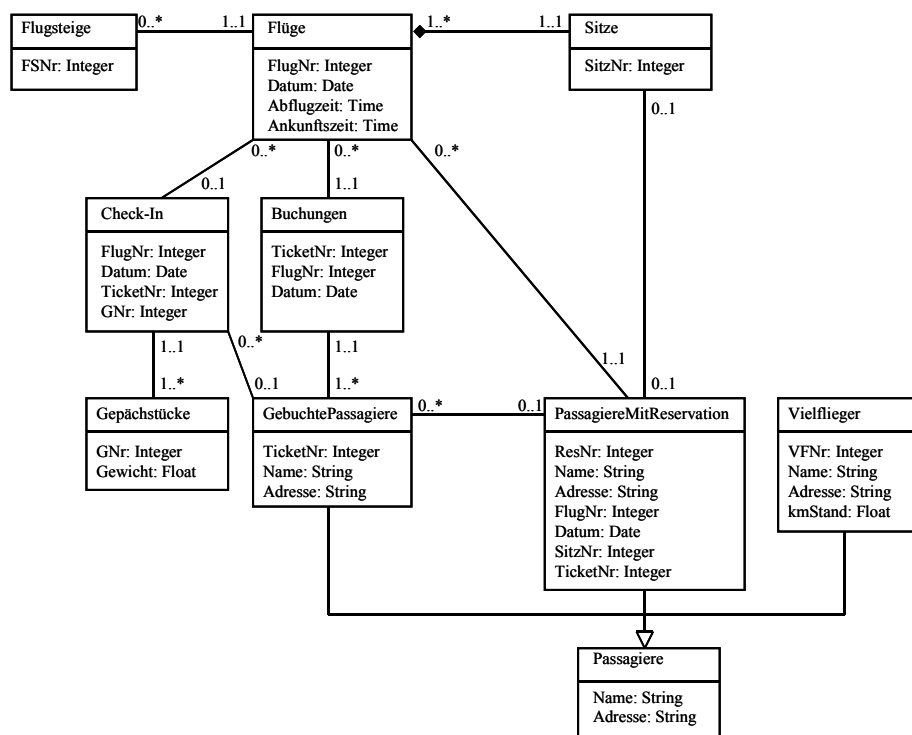 Flugsteige
FSNr: Integer
0..*
1..1
Flüge
FlugNr: Integer
Datum: Date
Abflugzeit: Time
Ankunftszeit: Time
1..*
1..1
Sitze
SitzNr: Integer
0..*
0..*
0..*
0..1
0..1
1..1
Check-In
FlugNr: Integer
Datum: Date
TicketNr: Integer
GNr: Integer
Buchungen
TicketNr: Integer
FlugNr: Integer
Datum: Date
1..1
0..*
1..1
1..1
1..*
0..1
1..*
0..1
Gepächstücke
GNr: Integer
Gewicht: Float
GebuchtePassagiere
TicketNr: Integer
Name: String
Adresse: String
0..*
0..1
PassagiereMitReservation
ResNr: Integer
Name: String
Adresse: String
FlugNr: Integer
Datum: Date
SitzNr: Integer
TicketNr: Integer
Vielflieger
VFNr: Integer
Name: String
Adresse: String
kmStand: Float
Passagiere
Name: String
Adresse: String